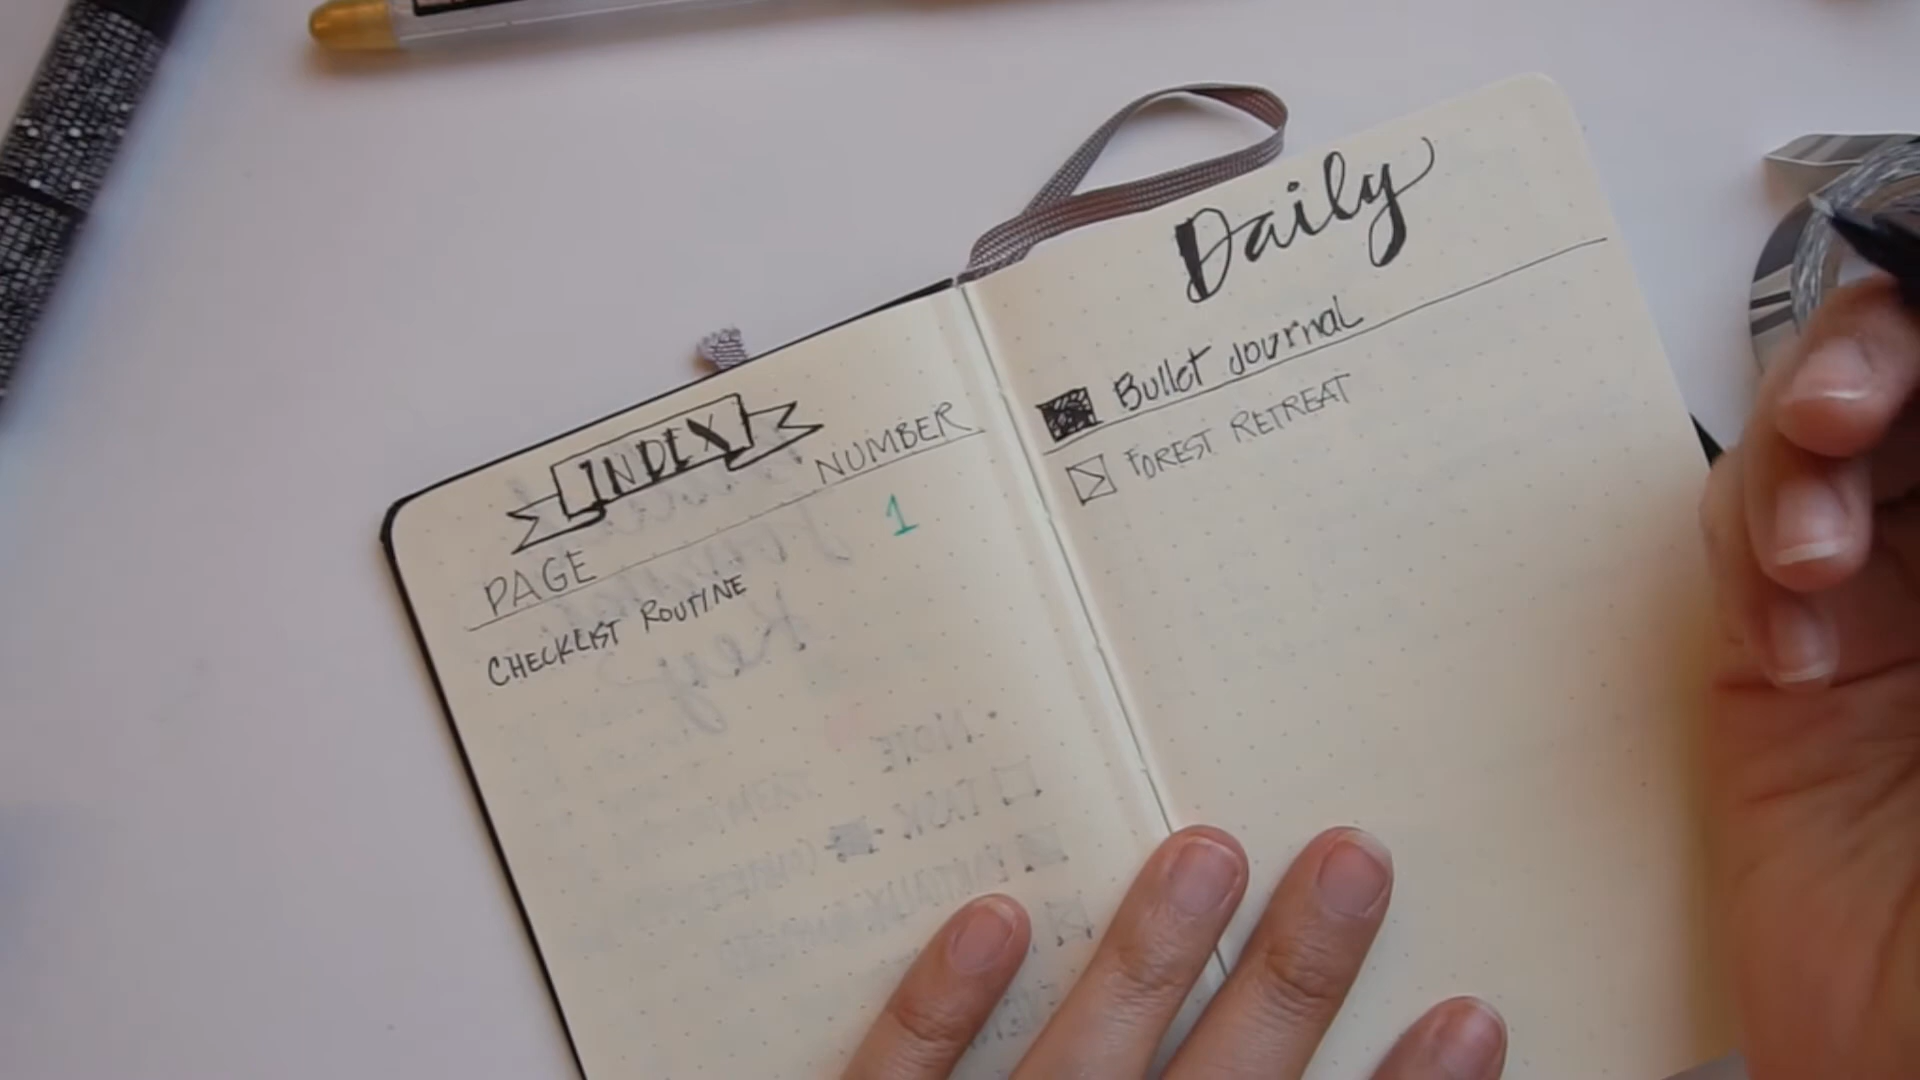 INDEX
PAGE NUMBER
CHECKLIST ROUTINE 1
Daily
Bullet Journal
FOREST RETREAT